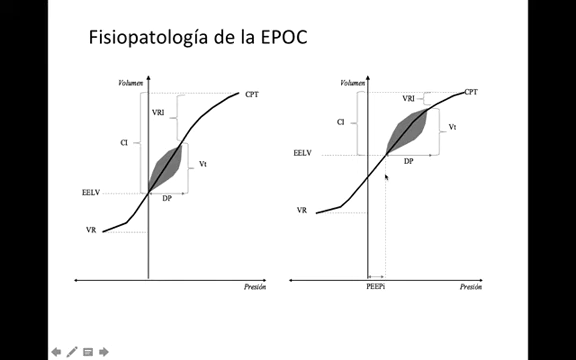 Fisiopatología de la EPOC
Volumen
CPT
VRI
CI
Vt
EELV
DP
VR
Presión
Volumen
CPT
VRI
CI
Vt
EELV
DP
VR
PEEPi
Presión